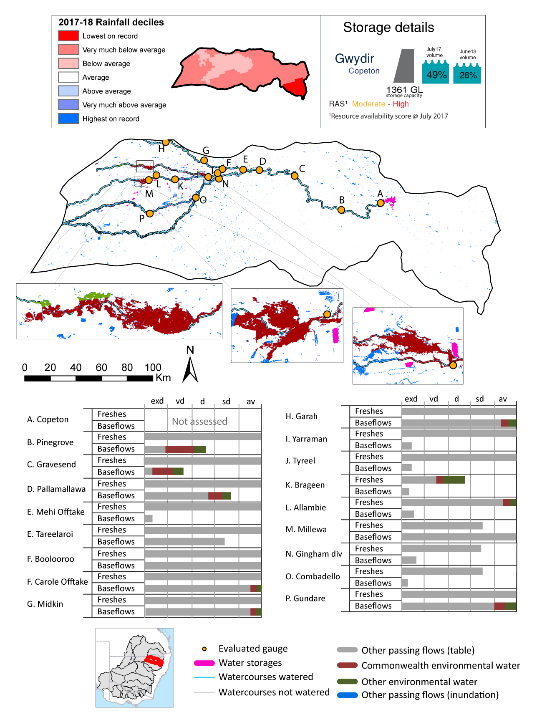 2017-18 Rainfall deciles
Lowest on record
Very much below average
Below average
Average
Above average
Very much above average
Highest on record
Storage details
Gwydir
Copeton
1361 GL
storage capacity
July 17
volume
49%
June 18
volume
28%
RAS¹ Moderate - High
¹Resource availability score @ July 2017
H
G
F
E
D
C
B
A
L
K
M
N
O
P
0 20 40 60 80 100
Km
N
exd vd d sd av
A. Copeton
Freshes
Baseflows
Not assessed
B. Pinegrove
Freshes
Baseflows
C. Gravesend
Freshes
Baseflows
D. Pallamallawa
Freshes
Baseflows
E. Mehi Offtake
Freshes
Baseflows
E. Tareelaroi
Freshes
Baseflows
F. Boolooroo
Freshes
Baseflows
F. Carole Offtake
Freshes
Baseflows
G. Midkin
Freshes
Baseflows
exd vd d sd av
H. Garah
Freshes
Baseflows
I. Yarraman
Freshes
Baseflows
J. Tyreel
Freshes
Baseflows
K. Brageen
Freshes
Baseflows
L. Allambie
Freshes
Baseflows
M. Millewa
Freshes
Baseflows
N. Gingham div
Freshes
Baseflows
O. Combadello
Freshes
Baseflows
P. Gundare
Freshes
Baseflows
Evaluated gauge
Water storages
Watercourses watered
Watercourses not watered
Other passing flows (table)
Commonwealth environmental water
Other environmental water
Other passing flows (inundation)